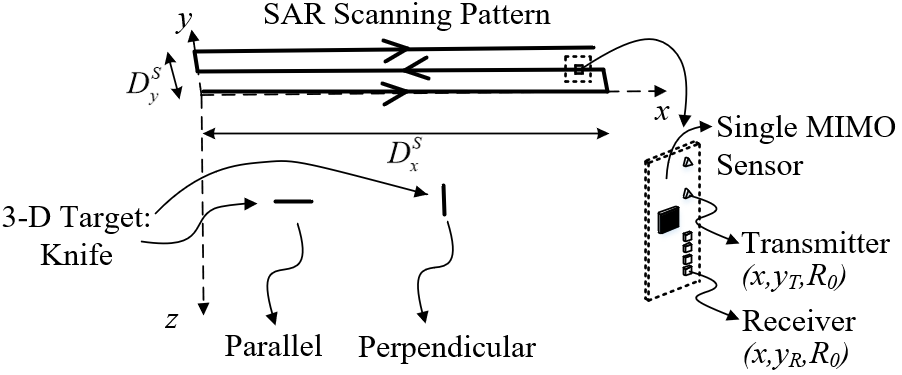 SAR Scanning Pattern
y
D_y^S
x
D_x^S
Single MIMO
Sensor
3-D Target:
Knife
Transmitter
(x,y_T,R_0)
z
Receiver
(x,y_R,R_0)
Parallel
Perpendicular